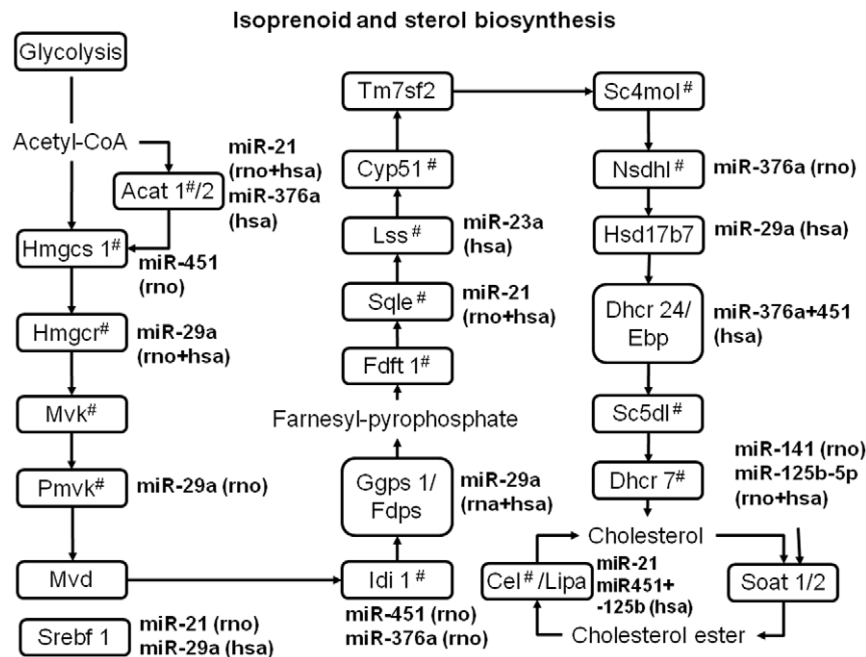 Isoprenoid and sterol biosynthesis
Glycolysis
Acetyl-CoA
miR-21
(rno+hsa)
miR-376a
(hsa)
Acat 1#/2
Hmgcs 1#
miR-451
(rno)
Hmgcr#
miR-29a
(rno+hsa)
Mvk#
Pmvk#
miR-29a (rno)
Mvd
Srebf 1
miR-21 (rno)
miR-29a (hsa)
Tm7sf2
Cyp51#
Lss#
miR-23a
(hsa)
Sqle#
miR-21
(rno+hsa)
Fdft 1#
Farnesyl-pyrophosphate
Ggps 1/
Fdps
miR-29a
(rna+hsa)
Idi 1#
miR-451 (rno)
miR-376a (rno)
Sc4mol#
Nsdhl#
miR-376a (rno)
Hsd17b7
miR-29a (hsa)
Dhcr 24/
Ebp
miR-376a+451
(hsa)
Sc5dl#
Dhcr 7#
miR-141 (rno)
miR-125b-5p
(rno+hsa)
Cholesterol
Cel#/Lipa
miR-21
miR451+
-125b (hsa)
Soat 1/2
Cholesterol ester